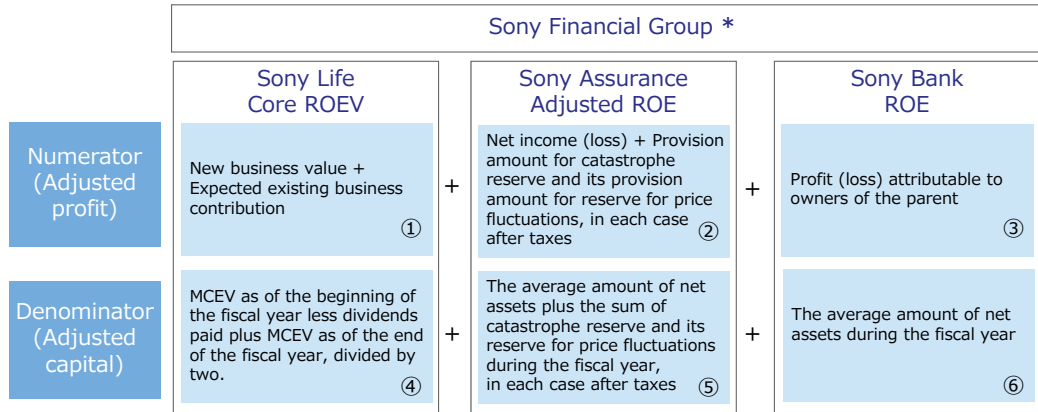 Sony Financial Group *
Sony Life
Core ROEV
Sony Assurance
Adjusted ROE
Sony Bank
ROE
Numerator
(Adjusted
profit)
New business value +
Expected existing business
contribution
①
+
Net income (loss) + Provision
amount for catastrophe
reserve and its provision
amount for reserve for price
fluctuations, in each case
after taxes
②
+
Profit (loss) attributable to
owners of the parent
③
Denominator
(Adjusted
capital)
MCEV as of the beginning of
the fiscal year less dividends
paid plus MCEV as of the end
of the fiscal year, divided by
two.
④
+
The average amount of net
assets plus the sum of
catastrophe reserve and its
reserve for price fluctuations
during the fiscal year,
in each case after taxes
⑤
+
The average amount of net
assets during the fiscal year
⑥